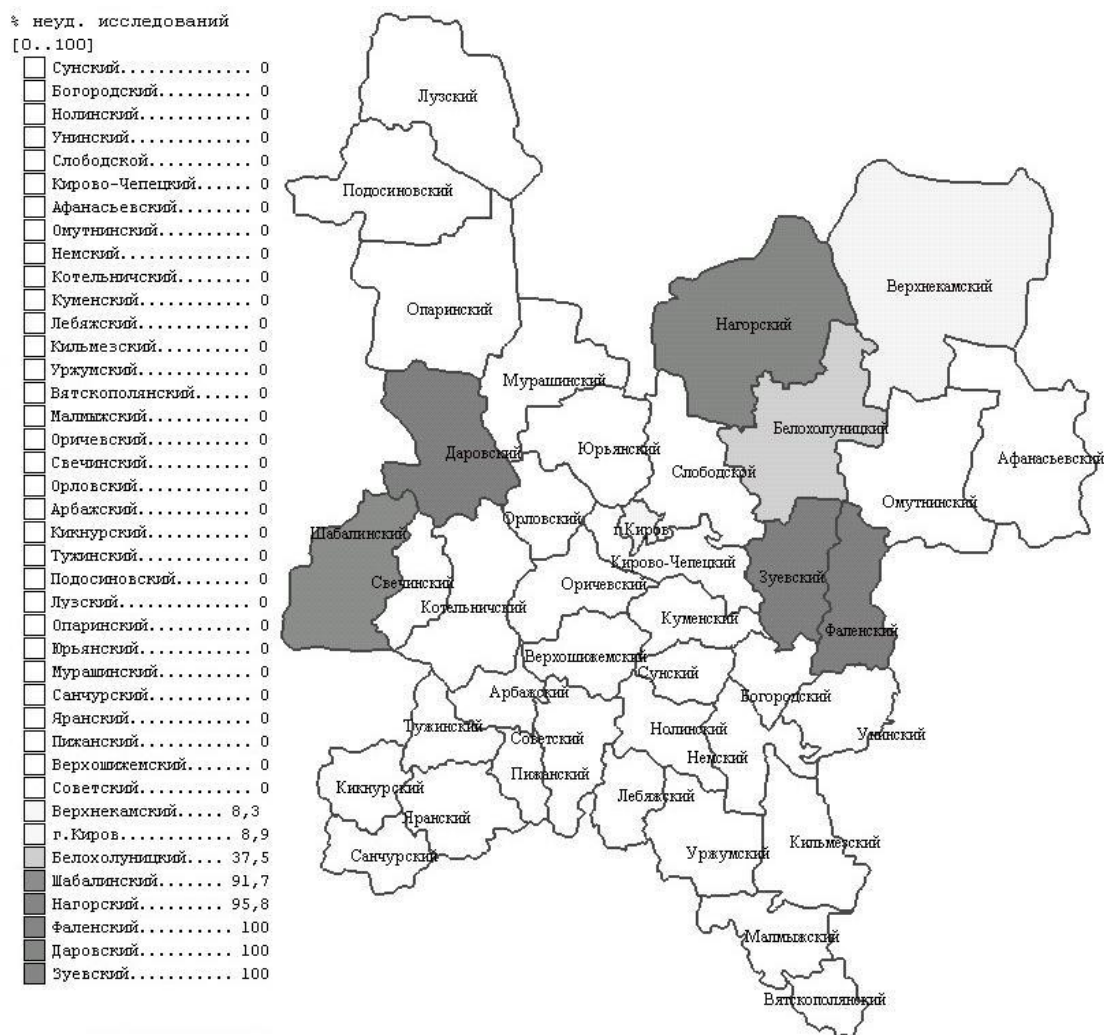 % неуд. исследований
[0..100]
Сунский.............. 0
Богородский.......... 0
Нолинский............ 0
Унинский............. 0
Слободской........... 0
Кирово-Чепецкий...... 0
Афанасьевский........ 0
Омутнинский.......... 0
Немский.............. 0
Котельничский........ 0
Куменский............ 0
Лебяжский............ 0
Кильмезский.......... 0
Уржумский............ 0
Вятскополянский...... 0
Малмыжский........... 0
Оричевский........... 0
Свечинский........... 0
Орловский............ 0
Арбажский............ 0
Кикнурский........... 0
Тужинский............ 0
Подосиновский........ 0
Лузский.............. 0
Опаринский........... 0
Юрьянский............ 0
Мурашинский.......... 0
Санчурский........... 0
Яранский............. 0
Пижанский............ 0
Верхошижемский....... 0
Советский............ 0
Верхнекамский..... 8,3
г.Киров............ 8,9
Белохолуницкий.... 37,5
Шабалинский....... 91,7
Нагорский......... 95,8
Фаленский.......... 100
Даровский.......... 100
Зуевский........... 100
Лузский
Подосиновский
Верхнекамский
Опаринский
Нагорский
Мурашинский
Белохолуницкий
Юрьянский
Даровский
Афанасьевский
Слободской
Омутнинский
Орловский
г.Киров
Шабалинский
Кирово-Чепецкий
Зуевский
Свечинский
Оричевский
Котельничский
Куменский
Фаленский
Верхошижемский
Сунский
Арбажский
Богородский
Тужинский
Нолинский
Унинский
Советский
Немский
Пижанский
Кикнурский
Лебяжский
Яранский
Кильмезский
Санчурский
Уржумский
Малмыжский
Вятскополянский